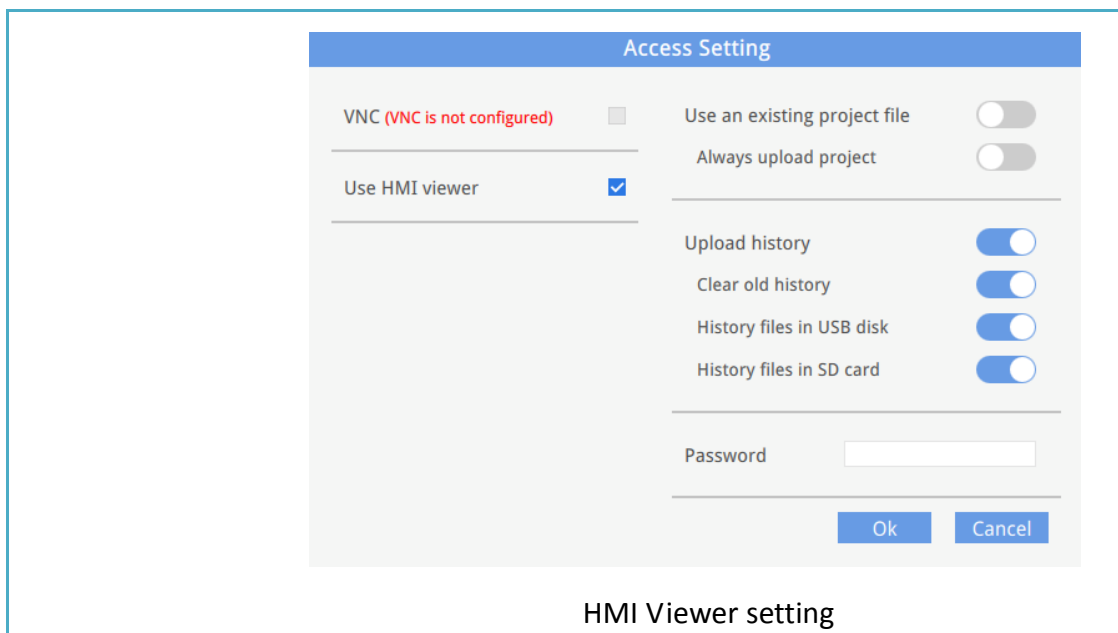 Access Setting
VNC (VNC is not configured)
Use HMI viewer
Use an existing project file
Always upload project
Upload history
Clear old history
History files in USB disk
History files in SD card
Password
Ok Cancel
HMI Viewer setting